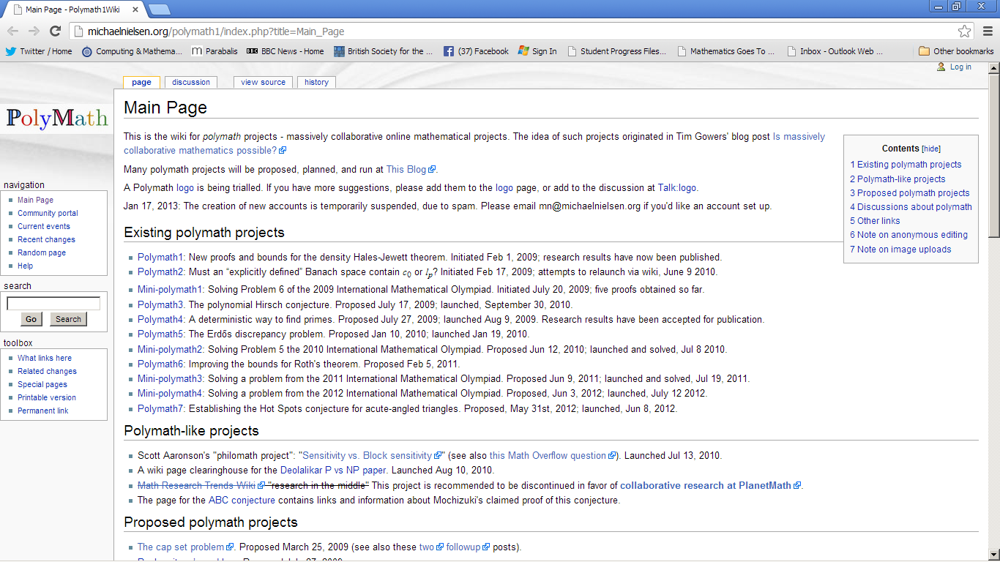 Main Page - Polymath1Wiki
michaelnielsen.org/polymath1/index.php?title=Main_Page
Twitter / Home
Computing & Mathema...
Parabalis
BBC News - Home
British Society for the ...
(37) Facebook
Sign In
Student Progress Files...
Mathematics Goes To ...
Inbox - Outlook Web ...
Other bookmarks
Log in
page
discussion
view source
history
PolyMath
navigation
Main Page
Community portal
Current events
Recent changes
Random page
Help
search
Go
Search
toolbox
What links here
Related changes
Special pages
Printable version
Permanent link
Main Page
This is the wiki for polymath projects - massively collaborative online mathematical projects. The idea of such projects originated in Tim Gowers' blog post Is massively
collaborative mathematics possible?
Many polymath projects will be proposed, planned, and run at This Blog.
A Polymath logo is being trialled. If you have more suggestions, please add them to the logo page, or add to the discussion at Talk:logo.
Jan 17, 2013: The creation of new accounts is temporarily suspended, due to spam. Please email mn@michaelnielsen.org if you'd like an account set up.
Contents [hide]
1 Existing polymath projects
2 Polymath-like projects
3 Proposed polymath projects
4 Discussions about polymath
5 Other links
6 Note on anonymous editing
7 Note on image uploads
Existing polymath projects
Polymath1: New proofs and bounds for the density Hales-Jewett theorem. Initiated Feb 1, 2009; research results have now been published.
Polymath2: Must an “explicitly defined” Banach space contain c0 or lp? Initiated Feb 17, 2009; attempts to relaunch via wiki, June 9 2010.
Mini-polymath1: Solving Problem 6 of the 2009 International Mathematical Olympiad. Initiated July 20, 2009; five proofs obtained so far.
Polymath3. The polynomial Hirsch conjecture. Proposed July 17, 2009; launched, September 30, 2010.
Polymath4: A deterministic way to find primes. Proposed July 27, 2009; launched Aug 9, 2009. Research results have been accepted for publication.
Polymath5: The Erdős discrepancy problem. Proposed Jan 10, 2010; launched Jan 19, 2010.
Mini-polymath2: Solving Problem 5 the 2010 International Mathematical Olympiad. Proposed Jun 12, 2010; launched and solved, Jul 8 2010.
Polymath6: Improving the bounds for Roth's theorem. Proposed Feb 5, 2011.
Mini-polymath3: Solving a problem from the 2011 International Mathematical Olympiad. Proposed Jun 9, 2011; launched and solved, Jul 19, 2011.
Mini-polymath4: Solving a problem from the 2012 International Mathematical Olympiad. Proposed, Jun 3, 2012; launched, July 12 2012.
Polymath7: Establishing the Hot Spots conjecture for acute-angled triangles. Proposed, May 31st, 2012; launched, Jun 8, 2012.
Polymath-like projects
Scott Aaronson's "philomath project": "Sensitivity vs. Block sensitivity" (see also this Math Overflow question). Launched Jul 13, 2010.
A wiki page clearinghouse for the Deolalikar P vs NP paper. Launched Aug 10, 2010.
Math Research Trends Wiki "research in the middle" This project is recommended to be discontinued in favor of collaborative research at PlanetMath.
The page for the ABC conjecture contains links and information about Mochizuki's claimed proof of this conjecture.
Proposed polymath projects
The cap set problem. Proposed March 25, 2009 (see also these two followup posts).